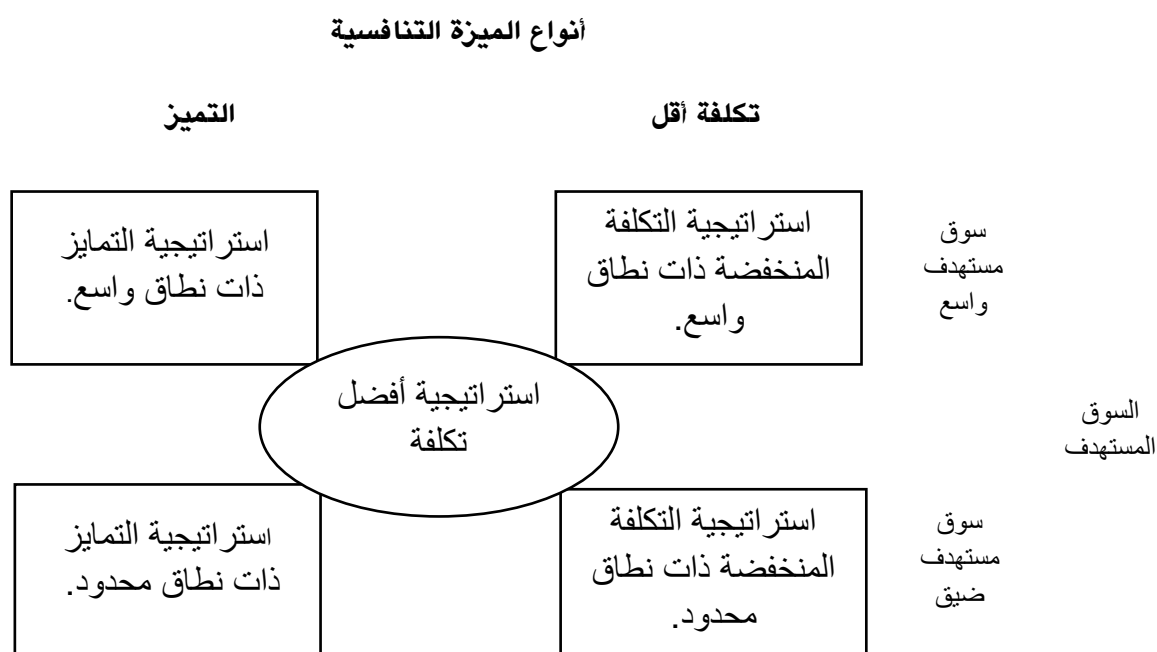 أنواع الميزة التنافسية
تكلفة أقل
التميز
سوق
مستهدف
واسع
استراتيجية التكلفة
المنخفضة ذات نطاق
واسع.
استراتيجية التمايز
ذات نطاق واسع.
السوق
المستهدف
استراتيجية أفضل
تكلفة
سوق
مستهدف
ضيق
استراتيجية التكلفة
المنخفضة ذات نطاق
محدود.
استراتيجية التمايز
ذات نطاق محدود.